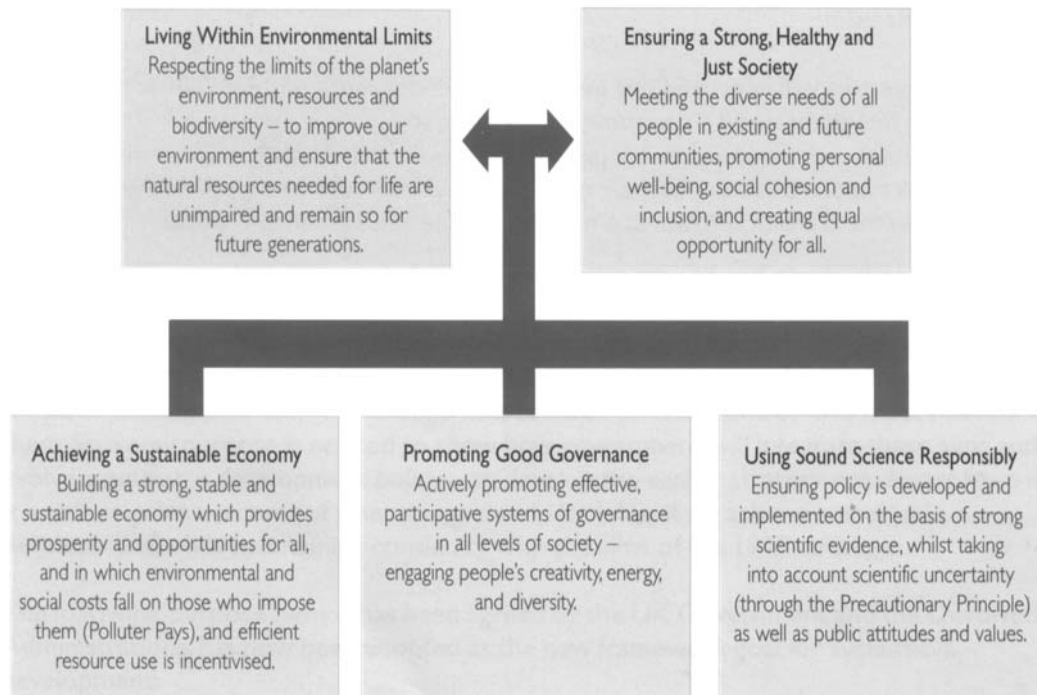 Living Within Environmental Limits
Respecting the limits of the planet's
environment, resources and
biodiversity – to improve our
environment and ensure that the
natural resources needed for life are
unimpaired and remain so for
future generations.
Ensuring a Strong, Healthy and
Just Society
Meeting the diverse needs of all
people in existing and future
communities, promoting personal
well-being, social cohesion and
inclusion, and creating equal
opportunity for all.
Achieving a Sustainable Economy
Building a strong, stable and
sustainable economy which provides
prosperity and opportunities for all,
and in which environmental and
social costs fall on those who impose
them (Polluter Pays), and efficient
resource use is incentivised.
Promoting Good Governance
Actively promoting effective,
participative systems of governance
in all levels of society –
engaging people's creativity, energy,
and diversity.
Using Sound Science Responsibly
Ensuring policy is developed and
implemented on the basis of strong
scientific evidence, whilst taking
into account scientific uncertainty
(through the Precautionary Principle)
as well as public attitudes and values.